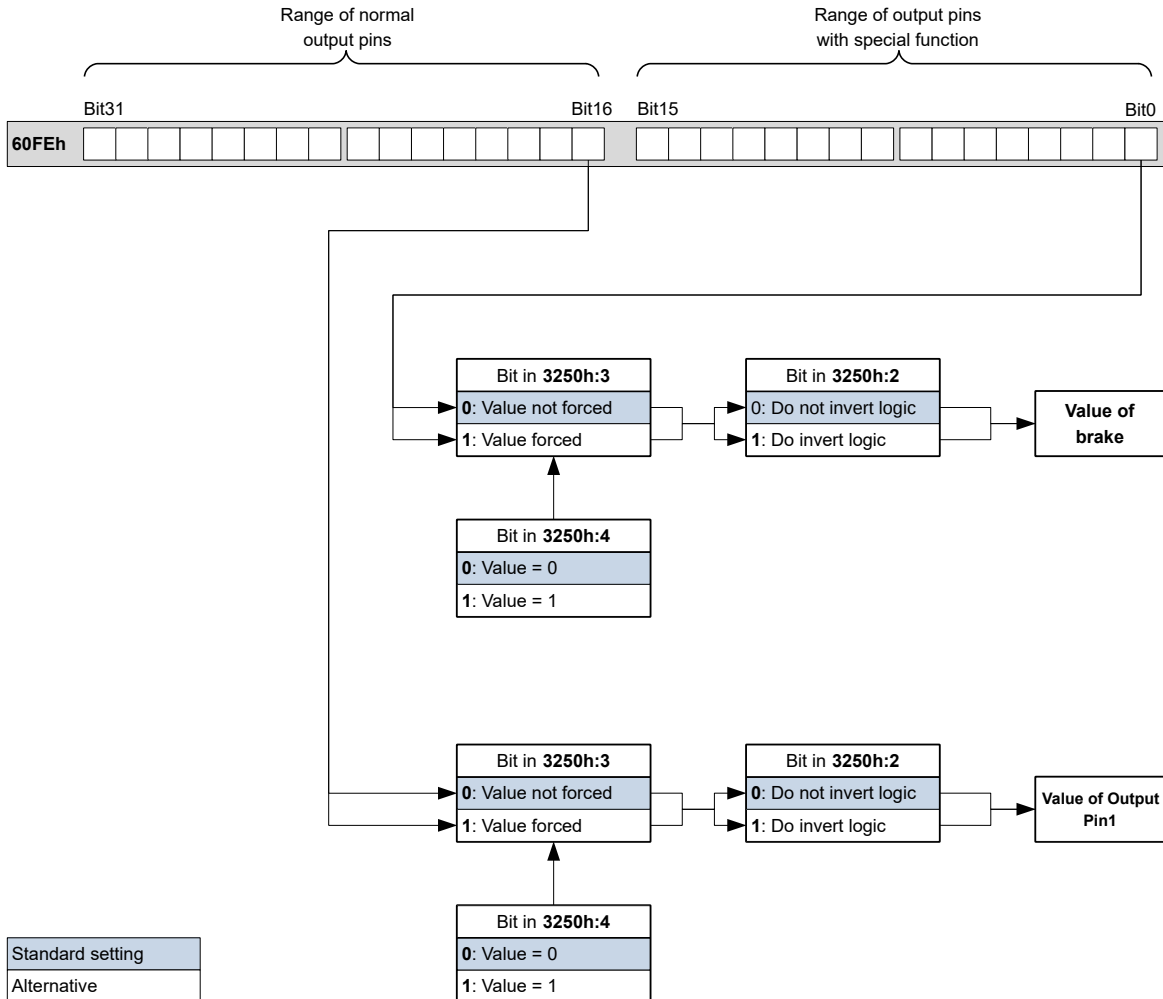 Range of normal
output pins
Range of output pins
with special function
Bit31
Bit16
Bit15
Bit0
60FEh
Bit in 3250h:3
0: Value not forced
1: Value forced
Bit in 3250h:2
0: Do not invert logic
1: Do invert logic
Value of
brake
Bit in 3250h:4
0: Value = 0
1: Value = 1
Bit in 3250h:3
0: Value not forced
1: Value forced
Bit in 3250h:2
0: Do not invert logic
1: Do invert logic
Value of Output
Pin1
Bit in 3250h:4
0: Value = 0
1: Value = 1
Standard setting
Alternative